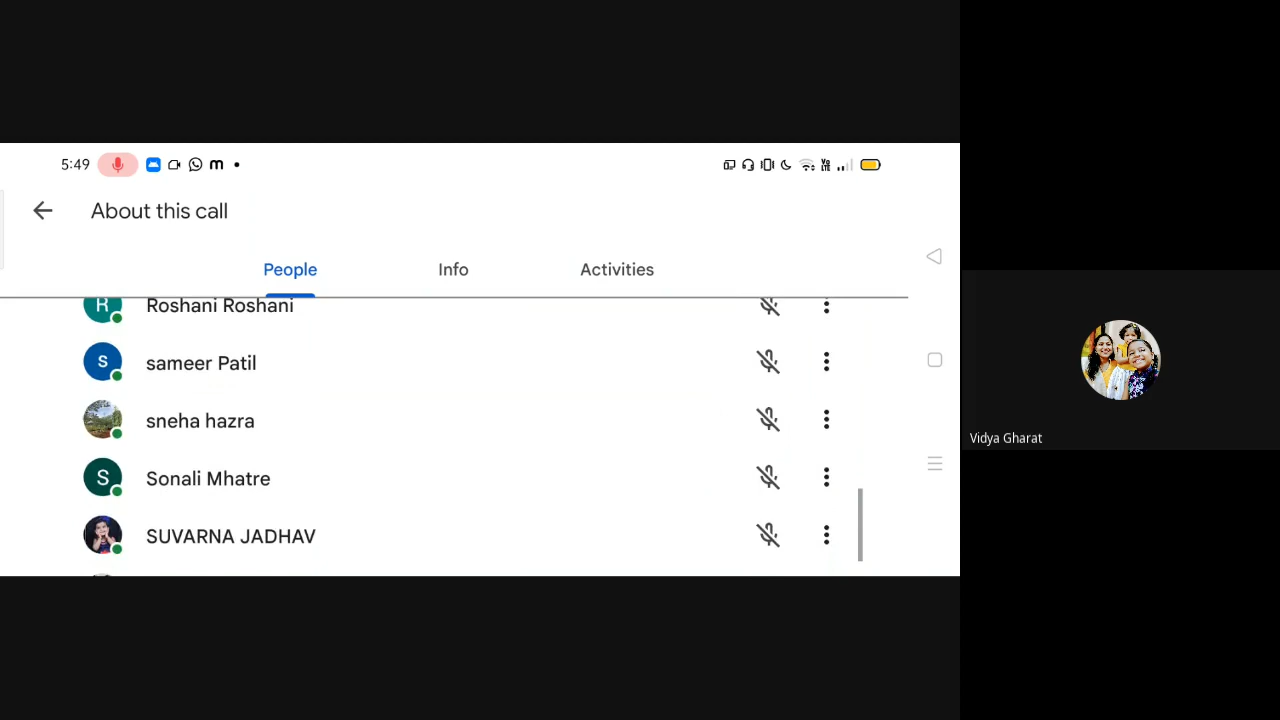 5:49
About this call
People
Info
Activities
R
Roshani Roshani
s
sameer Patil
sneha hazra
S
Sonali Mhatre
SUVARNA JADHAV
Vidya Gharat